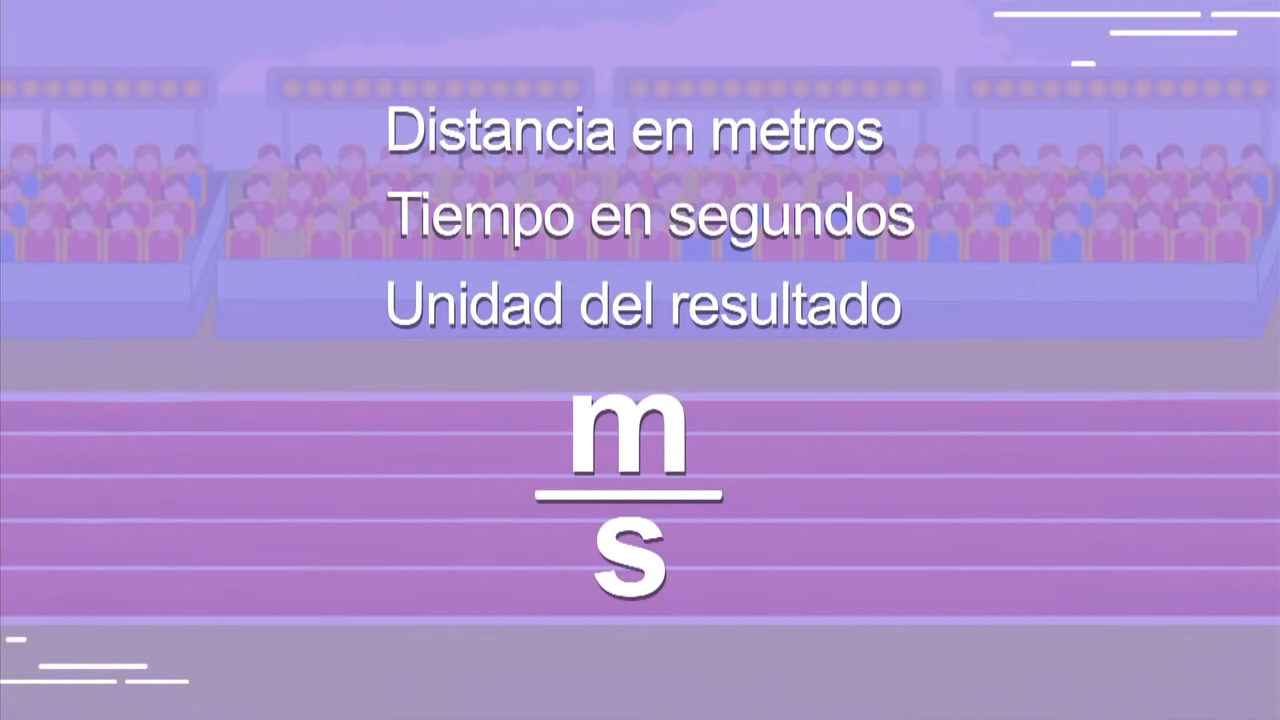 Distancia en metros
Tiempo en segundos
Unidad del resultado
m
s